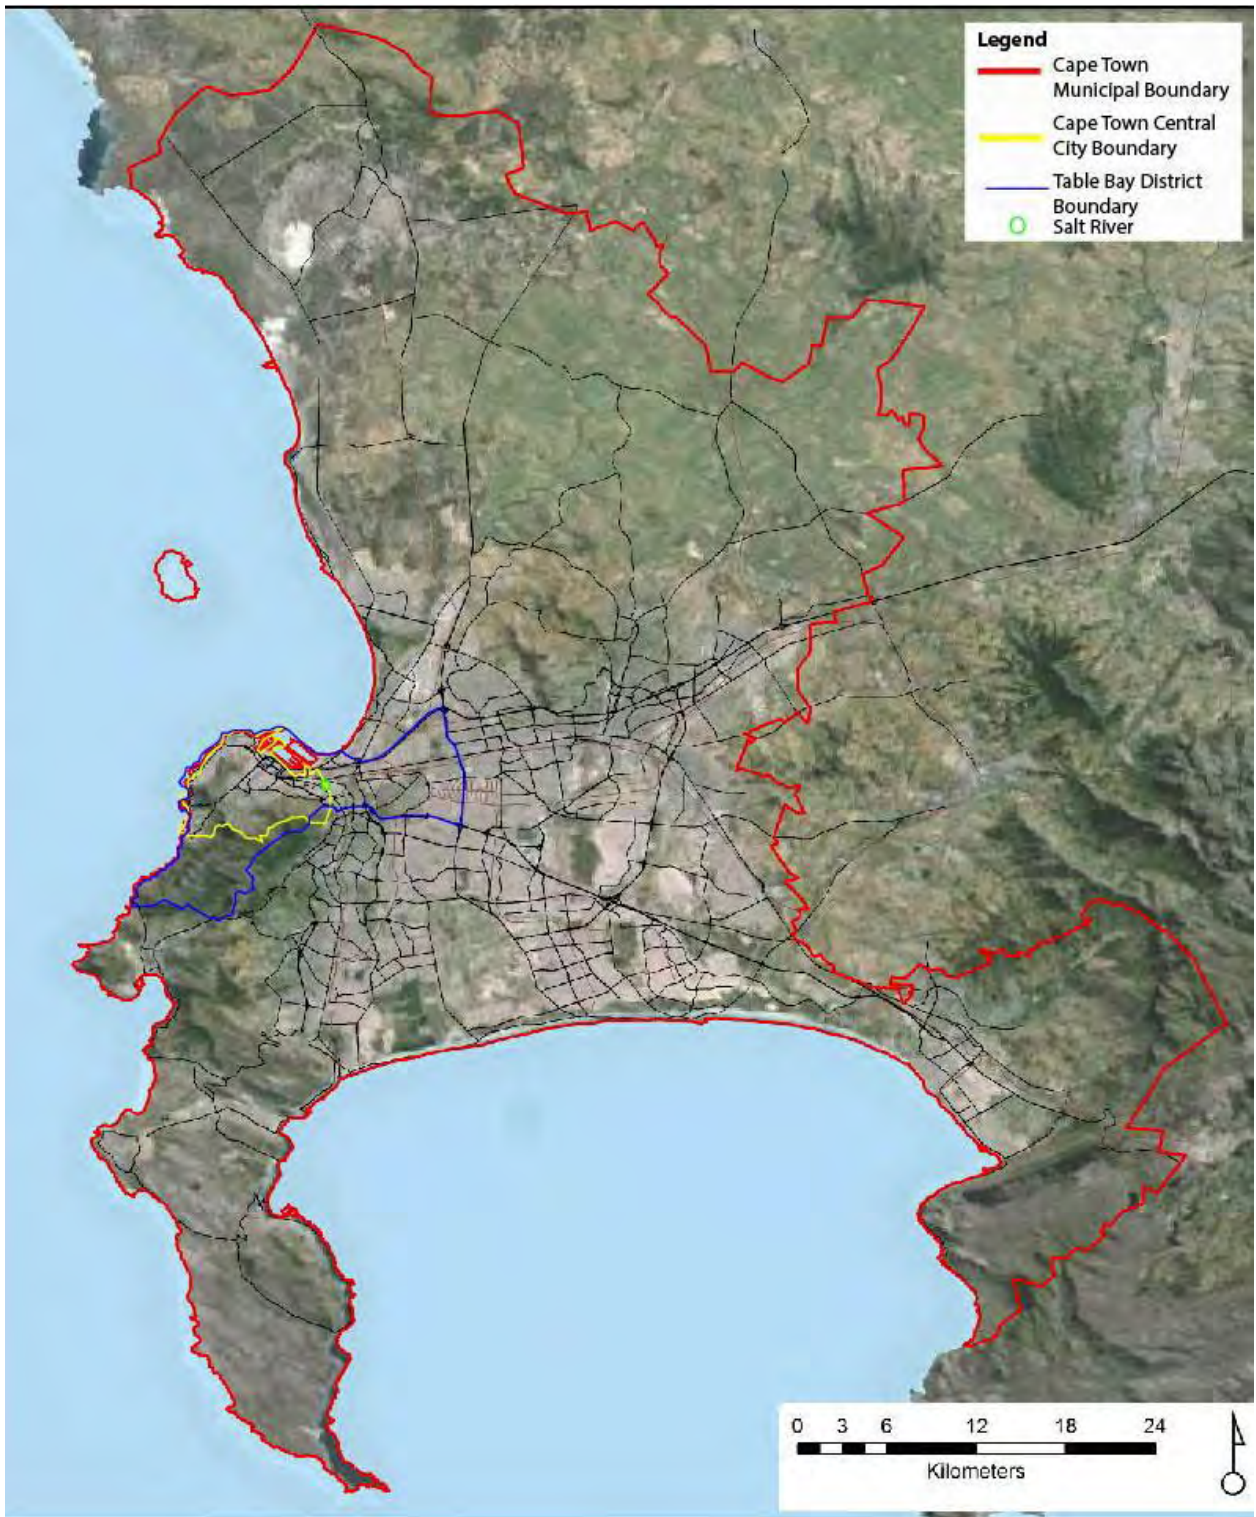 Legend
Cape Town
Municipal Boundary
Cape Town Central
City Boundary
Table Bay District
Boundary
Salt River
0 3 6 12 18 24
Kilometers